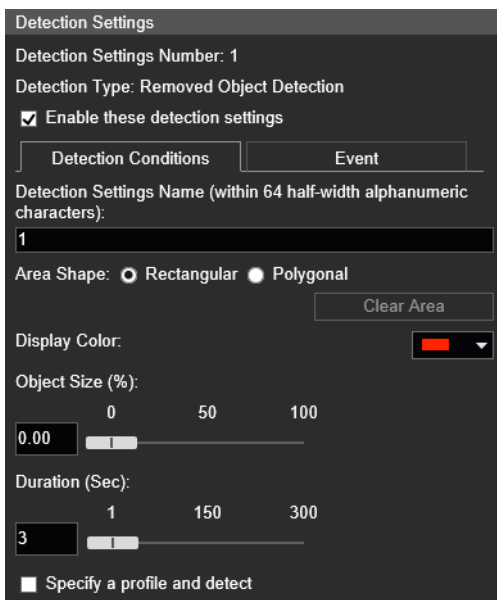 Detection Settings
Detection Settings Number: 1
Detection Type: Removed Object Detection
Enable these detection settings
Detection Conditions Event
Detection Settings Name (within 64 half-width alphanumeric
characters):
1
Area Shape: Rectangular Polygonal
Clear Area
Display Color:
Object Size (%):
0 50 100
0.00
Duration (Sec):
1 150 300
3
Specify a profile and detect